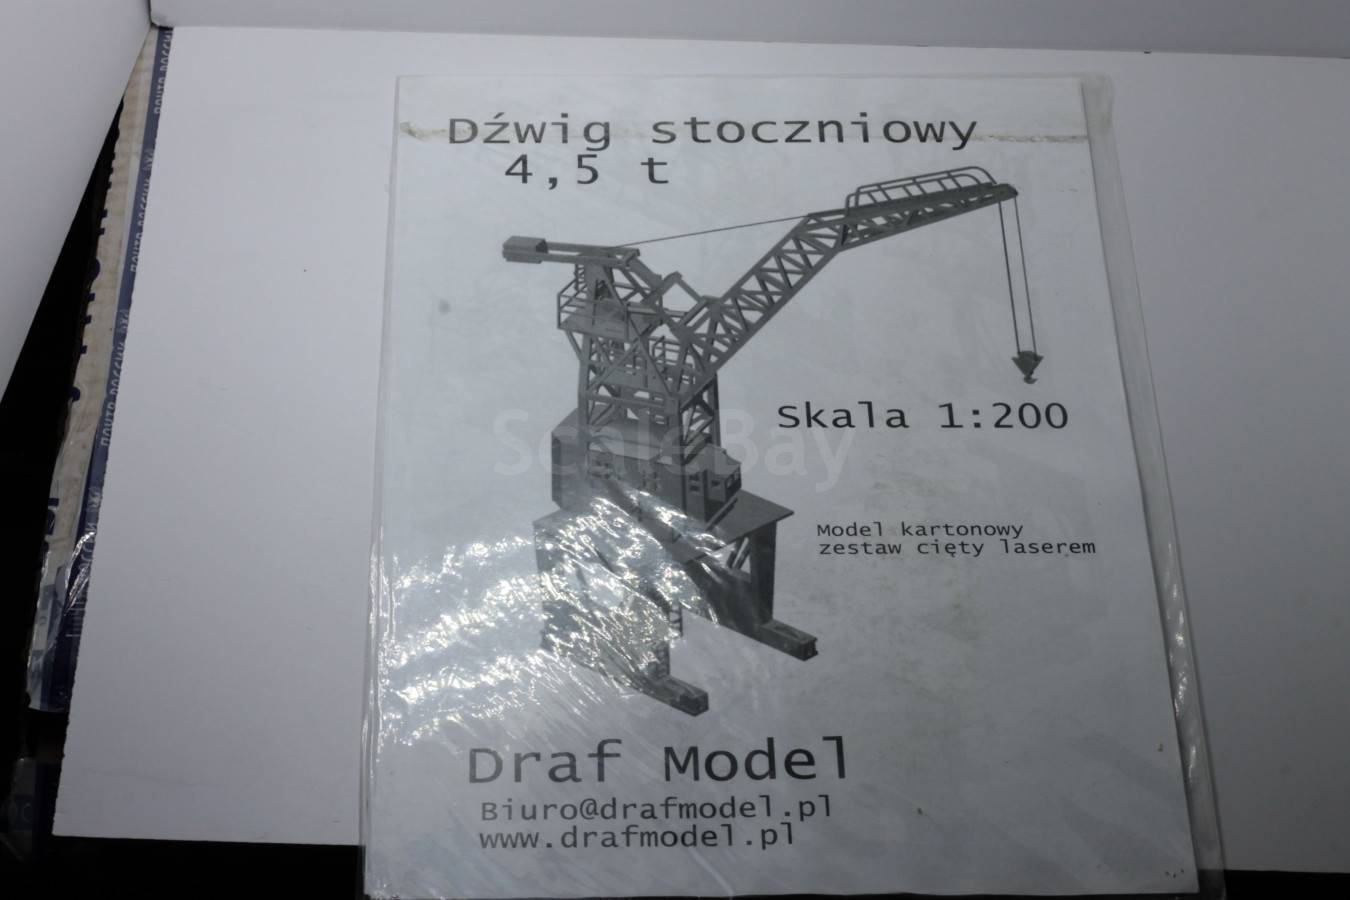 Dźwig stoczniowy
4,5 t
Skala 1:200
ScaleBay
Model kartonowy
zestaw cięty laserem
Draf Model
Biuro@drafmodel.pl
www.drafmodel.pl